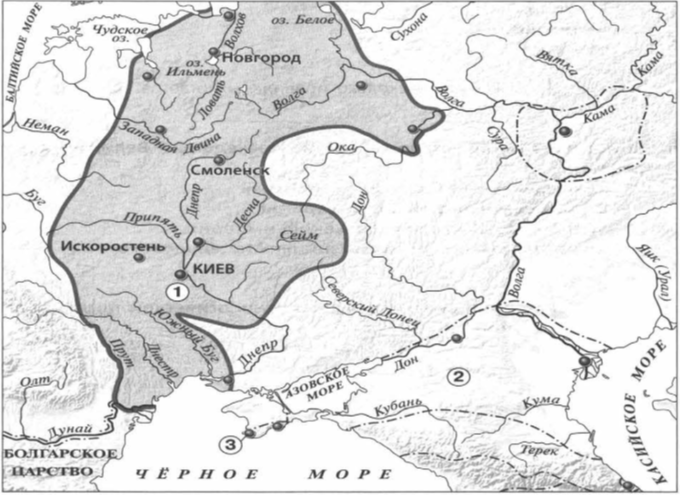 БАЛТИЙСКОЕ МОРЕ
Чудское
оз.
Волхов
оз. Белое
Сухона
Новгород
оз.
Ильмень
Ловать
Волга
Волга
Вятка
Кама
Кама
Сура
Неман
Западная Двина
Смоленск
Ока
Дон
Буг
Припять
Днепр
Десна
Сейм
Искоростень
КИЕВ
1
Волга
Яик (Урал)
Северский Донец
Южный Буг
Днепр
Прут
Днестр
АЗОВСКОЕ
МОРЕ
Дон
2
Олт
Дунай
Кубань
Кума
Терек
3
БОЛГАРСКОЕ
ЦАРСТВО
ЧЁРНОЕ МОРЕ
КАСПИЙСКОЕ МОРЕ